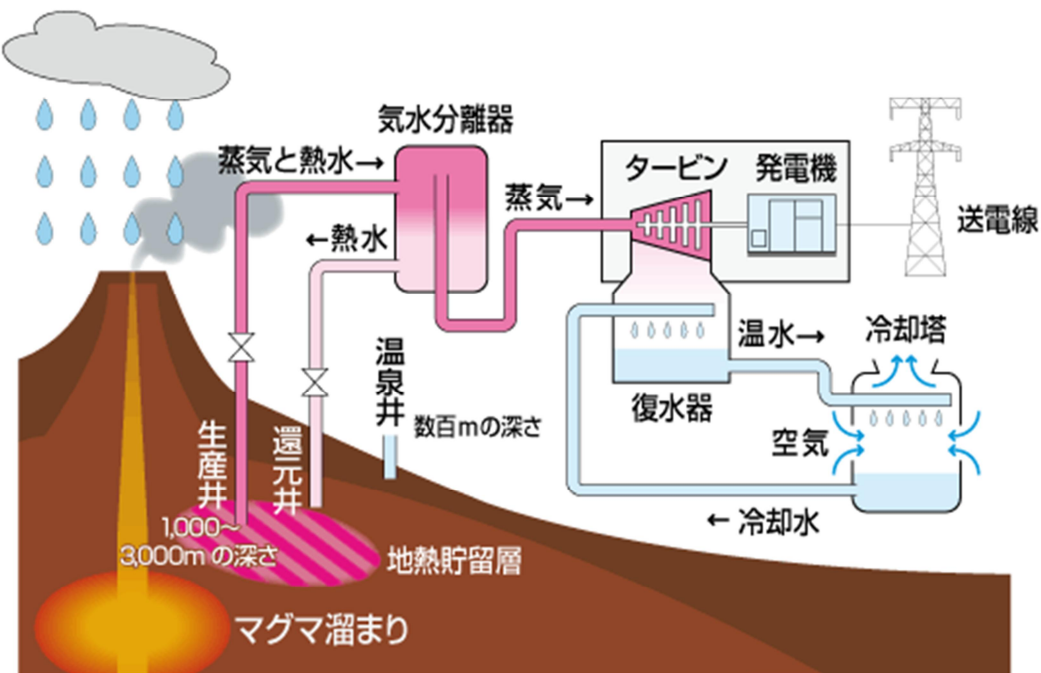 気水分離器
蒸気と熱水→
←熱水
蒸気→
タービン
発電機
送電線
温水→
冷却塔
復水器
空気
←冷却水
温泉井
数百mの深さ
生産井
還元井
1,000~
3,000mの深さ
地熱貯留層
マグマ溜まり